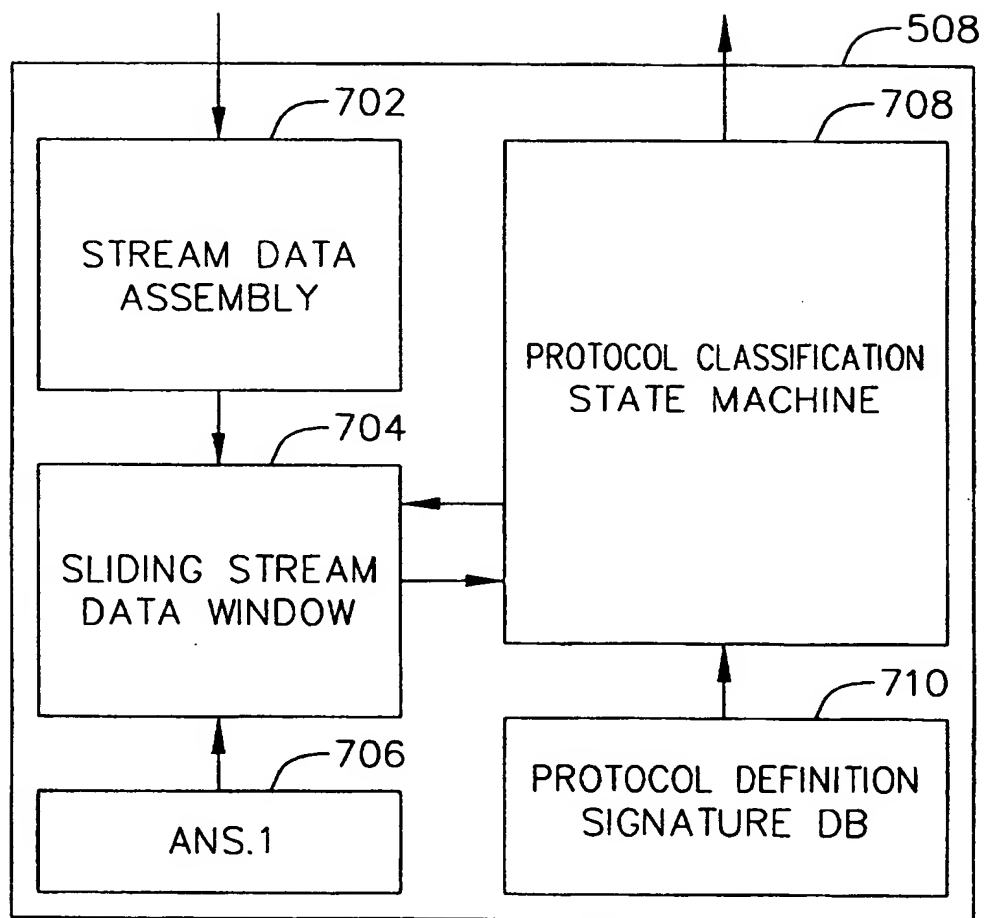 508
702
STREAM DATA
ASSEMBLY
704
SLIDING STREAM
DATA WINDOW
706
ANS.1
708
PROTOCOL CLASSIFICATION
STATE MACHINE
710
PROTOCOL DEFINITION
SIGNATURE DB